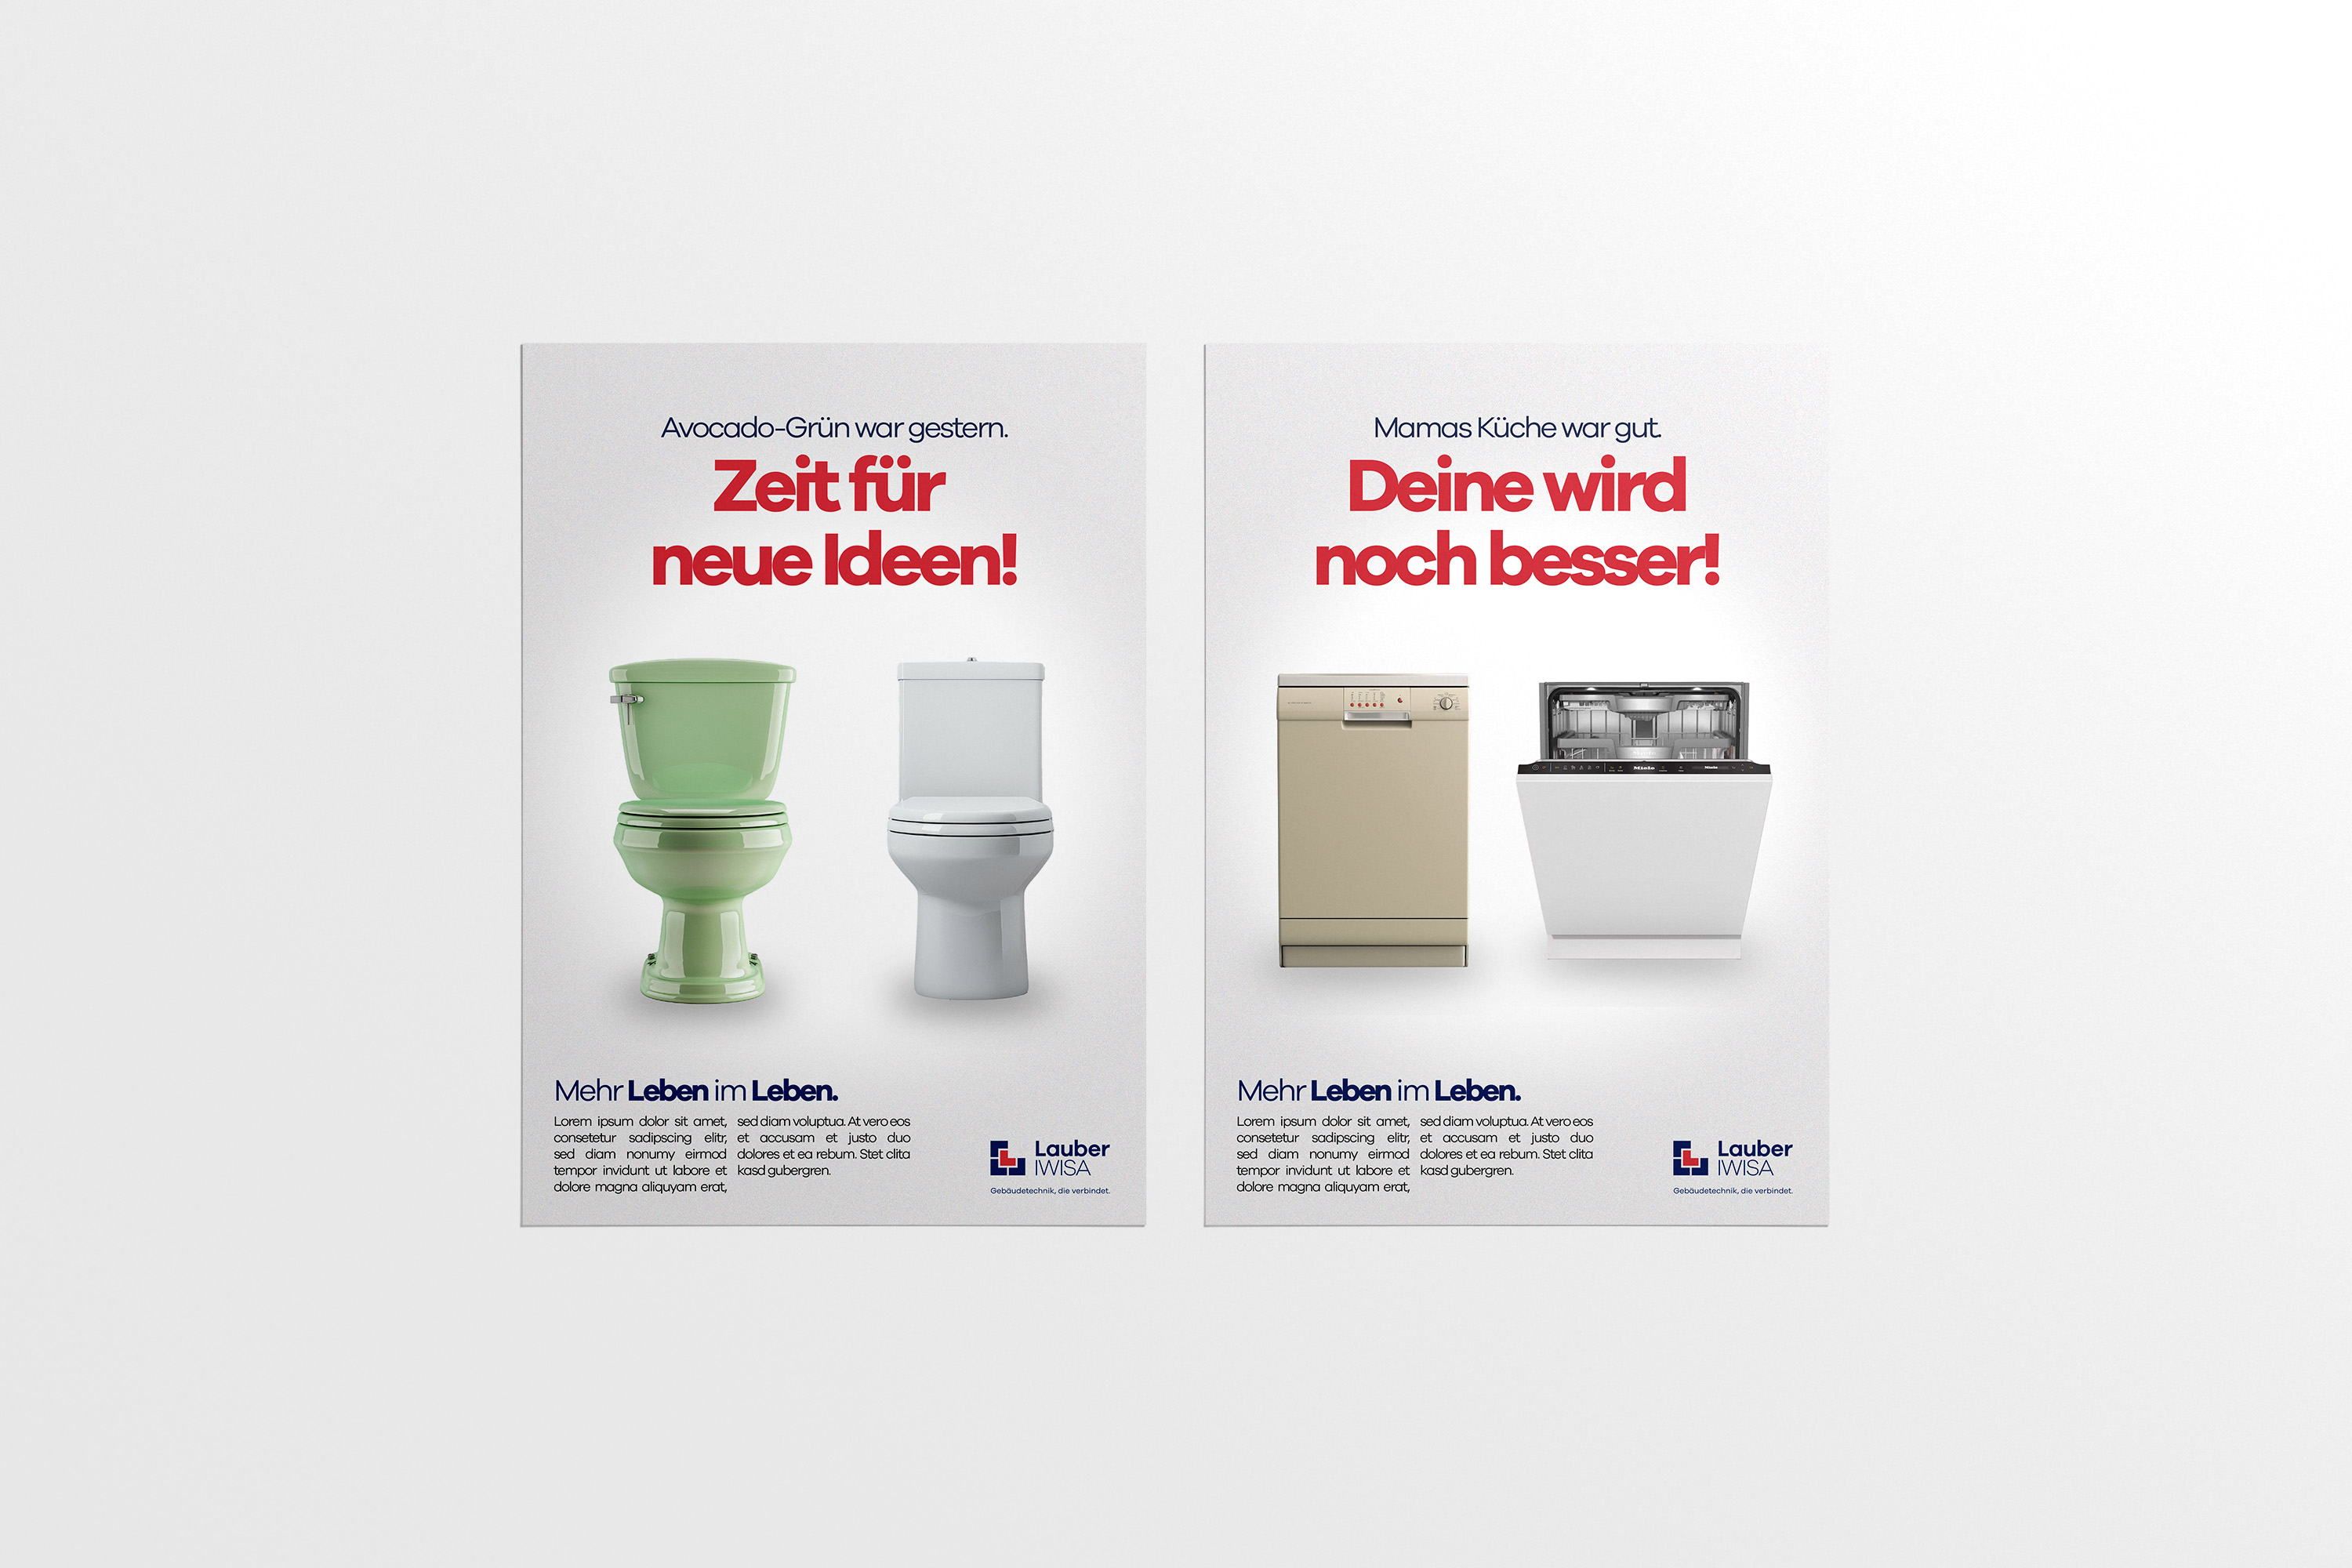 Avocado-Grün war gestern.
Zeit für
neue Ideen!
Mehr Leben im Leben.
Lorem ipsum dolor sit amet,
consetetur sadipscing elitr,
sed diam nonumy eirmod
tempor invidunt ut labore et
dolore magna aliquyam erat,
sed diam voluptua. At vero eos
et accusam et justo duo
dolores et ea rebum. Stet clita
kasd gubergren.
Lauber
IWISA
Gebäudetechnik, die verbindet.
Mamas Küche war gut.
Deine wird
noch besser!
Miele
Miele
Mehr Leben im Leben.
Lorem ipsum dolor sit amet,
consetetur sadipscing elitr,
sed diam nonumy eirmod
tempor invidunt ut labore et
dolore magna aliquyam erat,
sed diam voluptua. At vero eos
et accusam et justo duo
dolores et ea rebum. Stet clita
kasd gubergren.
Lauber
IWISA
Gebäudetechnik, die verbindet.